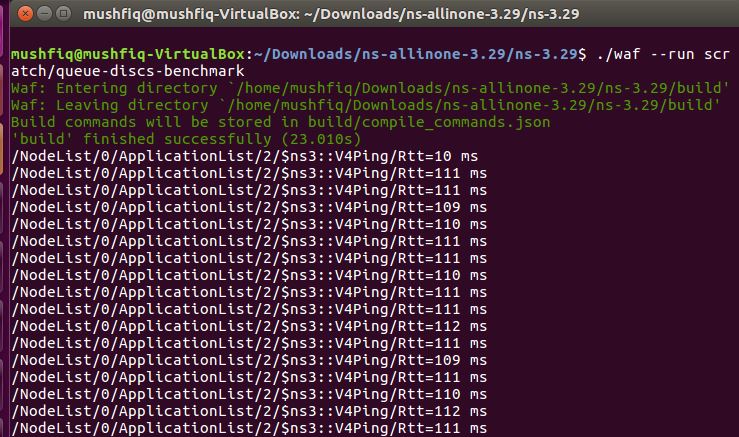 mushfiq@mushfiq-VirtualBox: ~/Downloads/ns-allinone-3.29/ns-3.29
mushfiq@mushfiq-VirtualBox:~/Downloads/ns-allinone-3.29/ns-3.29$ ./waf --run scr
atch/queue-discs-benchmark
Waf: Entering directory `/home/mushfiq/Downloads/ns-allinone-3.29/ns-3.29/build'
Waf: Leaving directory `/home/mushfiq/Downloads/ns-allinone-3.29/ns-3.29/build'
Build commands will be stored in build/compile_commands.json
'build' finished successfully (23.010s)
/NodeList/0/ApplicationList/2/$ns3::V4Ping/Rtt=10 ms
/NodeList/0/ApplicationList/2/$ns3::V4Ping/Rtt=111 ms
/NodeList/0/ApplicationList/2/$ns3::V4Ping/Rtt=111 ms
/NodeList/0/ApplicationList/2/$ns3::V4Ping/Rtt=109 ms
/NodeList/0/ApplicationList/2/$ns3::V4Ping/Rtt=110 ms
/NodeList/0/ApplicationList/2/$ns3::V4Ping/Rtt=111 ms
/NodeList/0/ApplicationList/2/$ns3::V4Ping/Rtt=111 ms
/NodeList/0/ApplicationList/2/$ns3::V4Ping/Rtt=110 ms
/NodeList/0/ApplicationList/2/$ns3::V4Ping/Rtt=111 ms
/NodeList/0/ApplicationList/2/$ns3::V4Ping/Rtt=111 ms
/NodeList/0/ApplicationList/2/$ns3::V4Ping/Rtt=112 ms
/NodeList/0/ApplicationList/2/$ns3::V4Ping/Rtt=111 ms
/NodeList/0/ApplicationList/2/$ns3::V4Ping/Rtt=109 ms
/NodeList/0/ApplicationList/2/$ns3::V4Ping/Rtt=111 ms
/NodeList/0/ApplicationList/2/$ns3::V4Ping/Rtt=110 ms
/NodeList/0/ApplicationList/2/$ns3::V4Ping/Rtt=112 ms
/NodeList/0/ApplicationList/2/$ns3::V4Ping/Rtt=111 ms